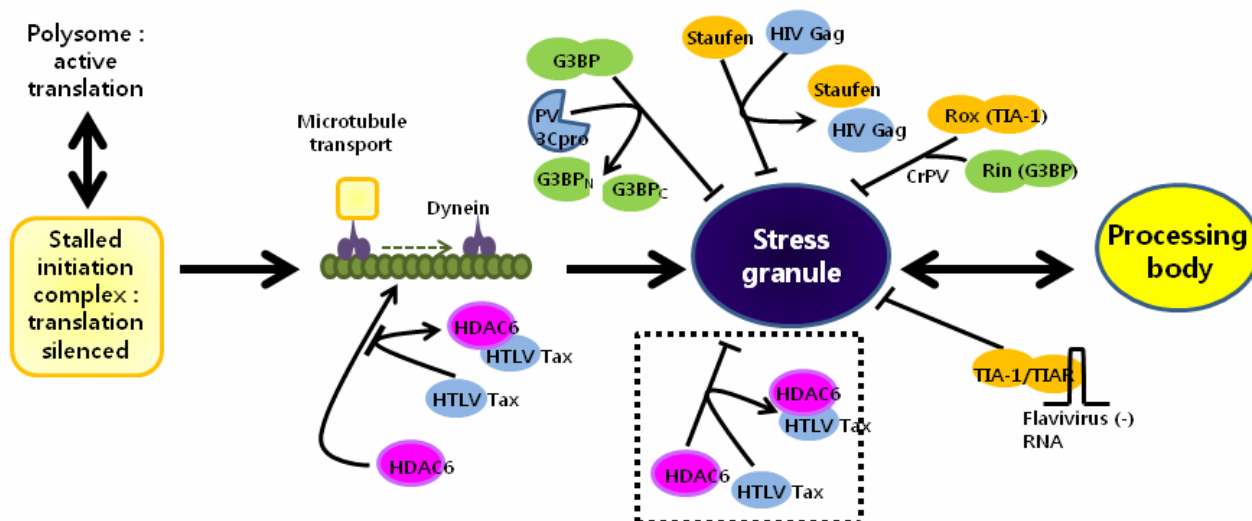 Polysome :
active
translation
Stalled
initiation
complex :
translation
silenced
Microtubule
transport
Dynein
HDAC6
HTLV Tax
HTLV Tax
HDAC6
G3BP
PV
3Cpro
G3BPN
G3BPC
Staufen
HIV Gag
Staufen
HIV Gag
Rox (TIA-1)
CrPV
Rin (G3BP)
Stress
granule
Processing
body
HDAC6
HTLV Tax
HDAC6
HTLV Tax
TIA-1/TIAR
Flavivirus (-)
RNA